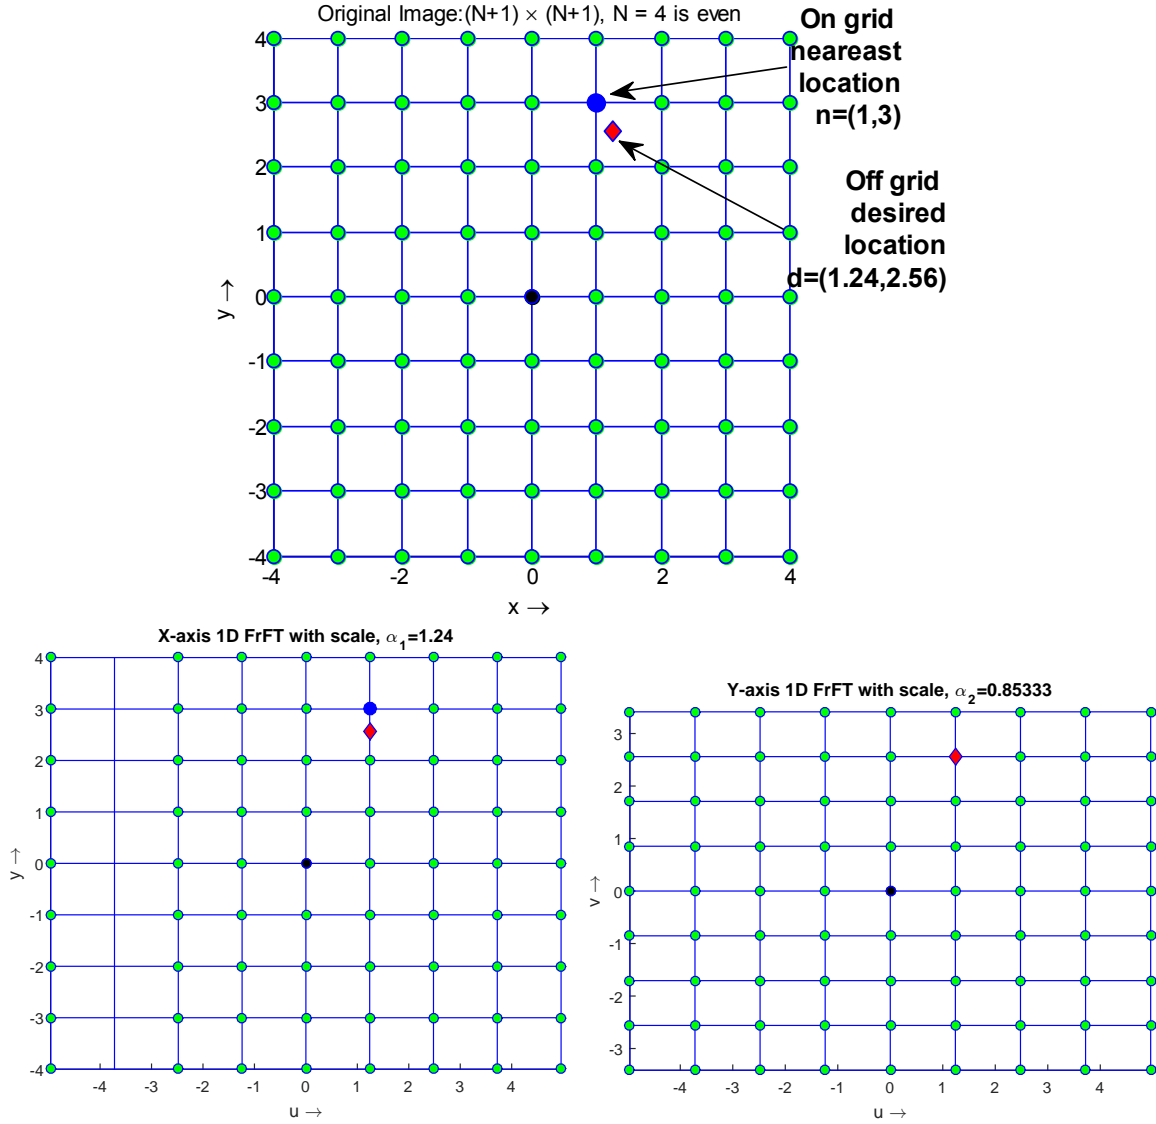 Original Image:(N+1) × (N+1), N = 4 is even
On grid
neareast
location
n=(1,3)
Off grid
desired
location
d=(1.24,2.56)
4
3
2
1
0
-1
-2
-3
-4
y →
-4
-2
0
2
4
x →
X-axis 1D FrFT with scale, α1=1.24
4
3
2
1
0
-1
-2
-3
-4
y →
-4
-3
-2
-1
0
1
2
3
4
u →
Y-axis 1D FrFT with scale, α2=0.85333
3
2
1
0
-1
-2
-3
v →
-4
-3
-2
-1
0
1
2
3
4
u →